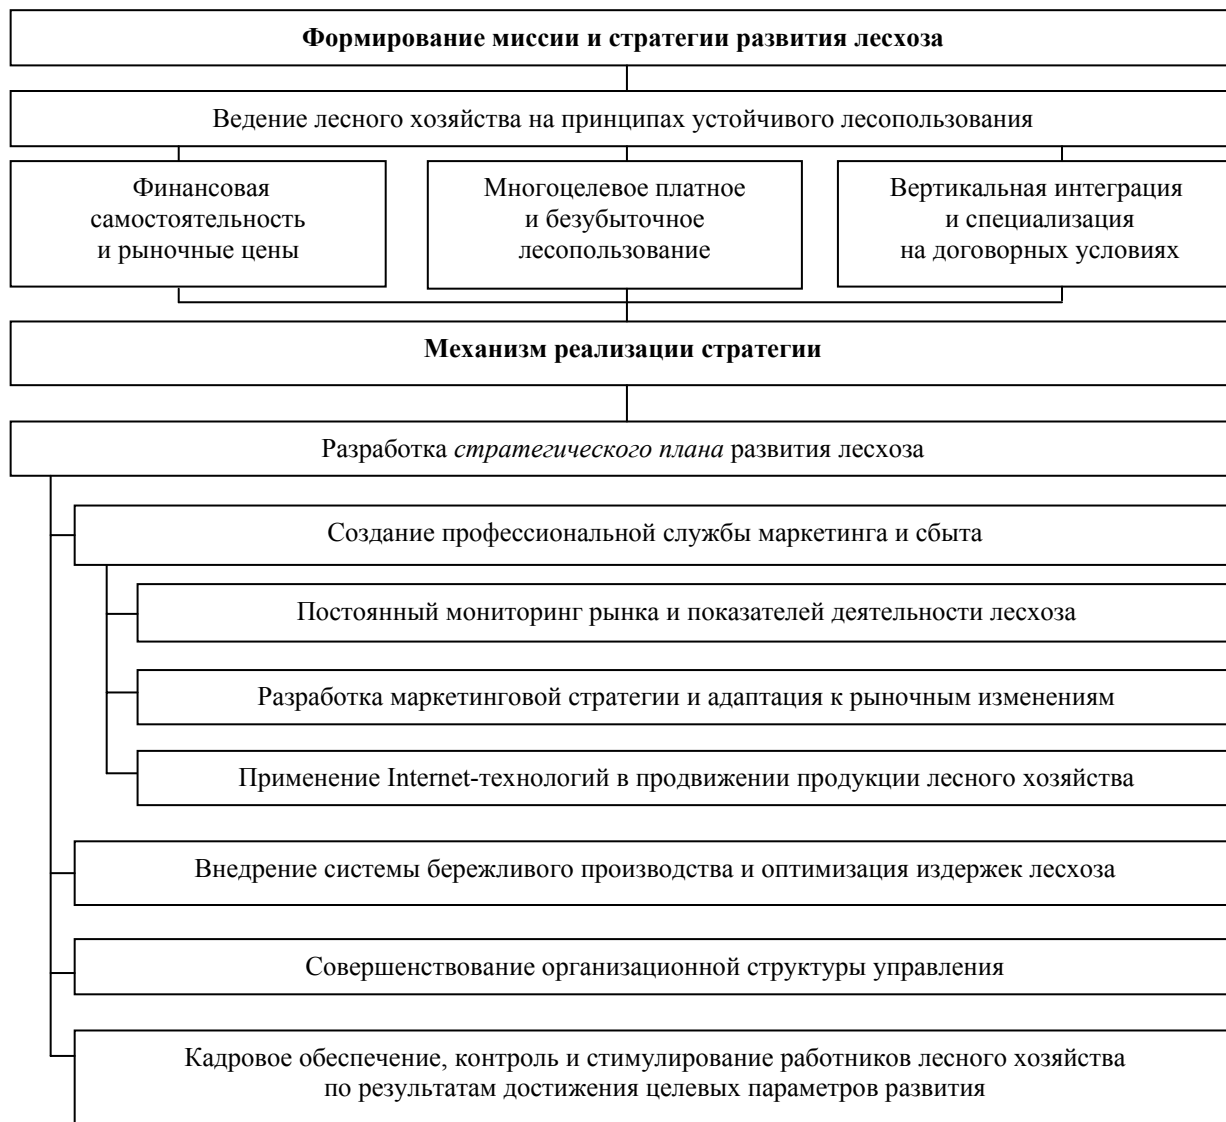 Формирование миссии и стратегии развития лесхоза
Ведение лесного хозяйства на принципах устойчивого лесопользования
Финансовая
самостоятельность
и рыночные цены
Многоцелевое платное
и безубыточное
лесопользование
Вертикальная интеграция
и специализация
на договорных условиях
Механизм реализации стратегии
Разработка стратегического плана развития лесхоза
Создание профессиональной службы маркетинга и сбыта
Постоянный мониторинг рынка и показателей деятельности лесхоза
Разработка маркетинговой стратегии и адаптация к рыночным изменениям
Применение Internet-технологий в продвижении продукции лесного хозяйства
Внедрение системы бережливого производства и оптимизация издержек лесхоза
Совершенствование организационной структуры управления
Кадровое обеспечение, контроль и стимулирование работников лесного хозяйства
по результатам достижения целевых параметров развития